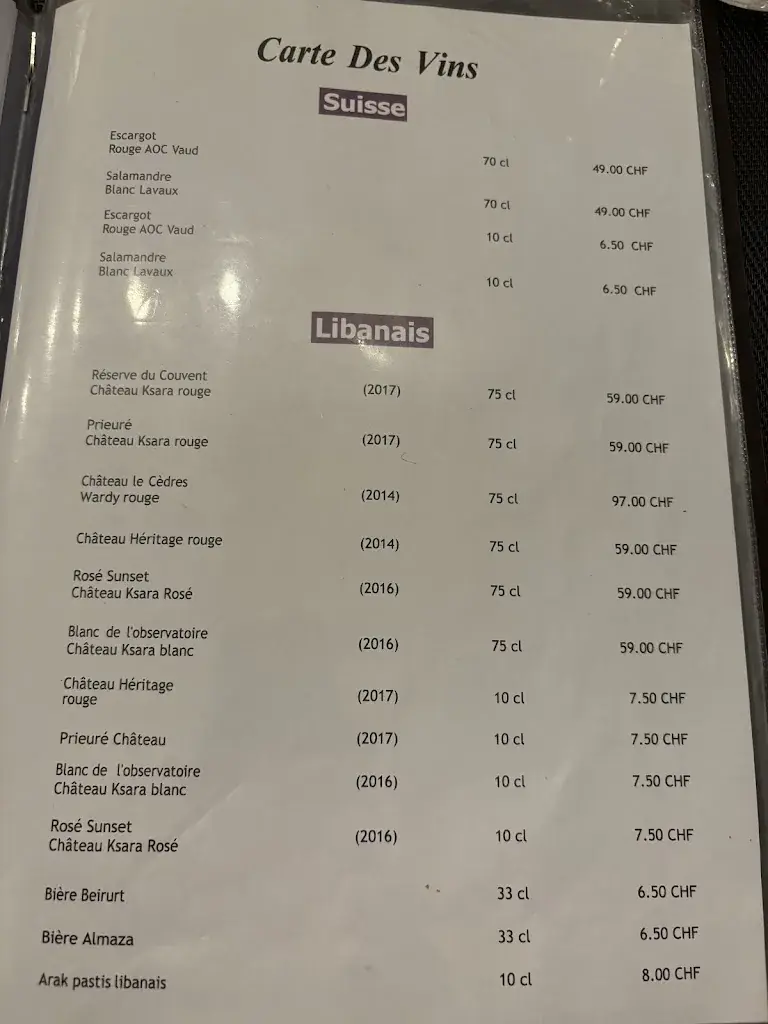 Carte Des Vins
Suisse
Escargot
Rouge AOC Vaud 70 cl 49.00 CHF
Salamandre
Blanc Lavaux 70 cl 49.00 CHF
Escargot
Rouge AOC Vaud 10 cl 6.50 CHF
Salamandre
Blanc Lavaux 10 cl 6.50 CHF
Libanais
Réserve du Couvent
Château Ksara rouge (2017) 75 cl 59.00 CHF
Prieuré
Château Ksara rouge (2017) 75 cl 59.00 CHF
Château le Cèdres
Wardy rouge (2014) 75 cl 97.00 CHF
Château Héritage rouge (2014) 75 cl 59.00 CHF
Rosé Sunset
Château Ksara Rosé (2016) 75 cl 59.00 CHF
Blanc de l'observatoire
Château Ksara blanc (2016) 75 cl 59.00 CHF
Château Héritage
rouge (2017) 10 cl 7.50 CHF
Prieuré Château (2017) 10 cl 7.50 CHF
Blanc de l'observatoire
Château Ksara blanc (2016) 10 cl 7.50 CHF
Rosé Sunset
Château Ksara Rosé (2016) 10 cl 7.50 CHF
Bière Beirurt 33 cl 6.50 CHF
Bière Almaza 33 cl 6.50 CHF
Arak pastis libanais 10 cl 8.00 CHF